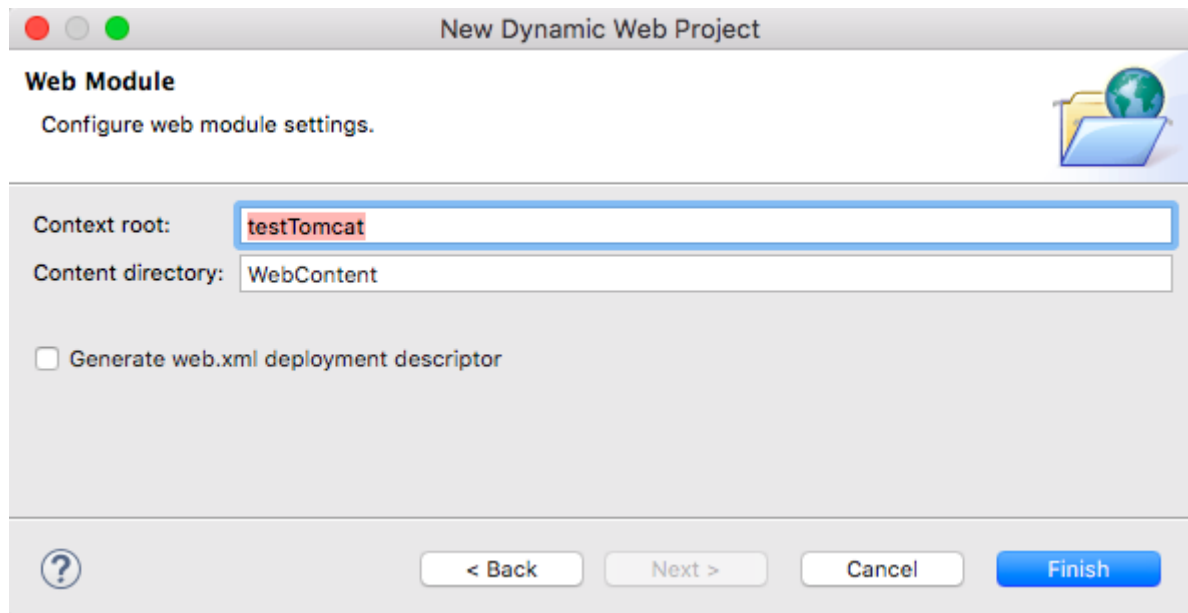 New Dynamic Web Project
Web Module
Configure web module settings.
Context root: testTomcat
Content directory: WebContent
Generate web.xml deployment descriptor
? < Back Next > Cancel Finish